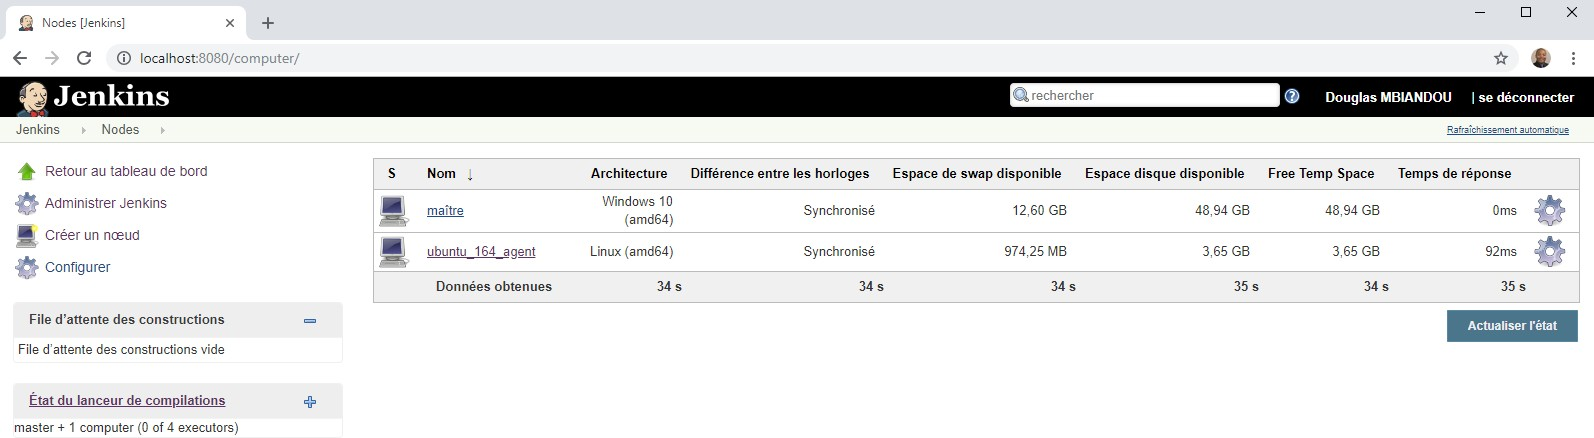 Nodes [Jenkins]
localhost:8080/computer/
Jenkins
rechercher
Douglas MBIANDOU
| se déconnecter
Jenkins
Nodes
Rafraîchissement automatique
Retour au tableau de bord
Administrer Jenkins
Créer un nœud
Configurer
File d’attente des constructions
File d’attente des constructions vide
État du lanceur de compilations
master + 1 computer (0 of 4 executors)
S Nom ↓ Architecture Différence entre les horloges Espace de swap disponible Espace disque disponible Free Temp Space Temps de réponse
maître Windows 10 (amd64) Synchronisé 12,60 GB 48,94 GB 48,94 GB 0ms
ubuntu_164_agent Linux (amd64) Synchronisé 974,25 MB 3,65 GB 3,65 GB 92ms
Données obtenues 34 s 34 s 34 s 35 s 34 s 35 s
Actualiser l'état